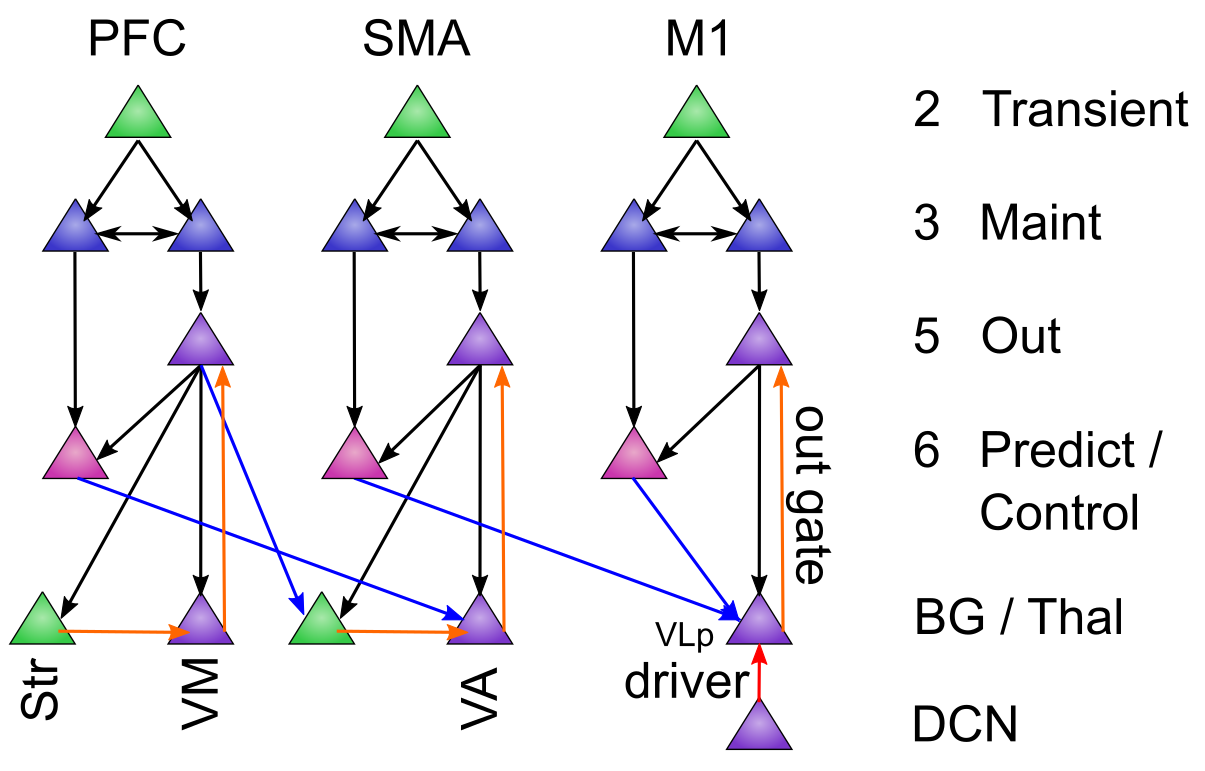 PFC SMA M1
2 Transient
3 Maint
5 Out
6 Predict /
Control
out gate
BG / Thal
VLp
driver
Str
VM
VA
DCN